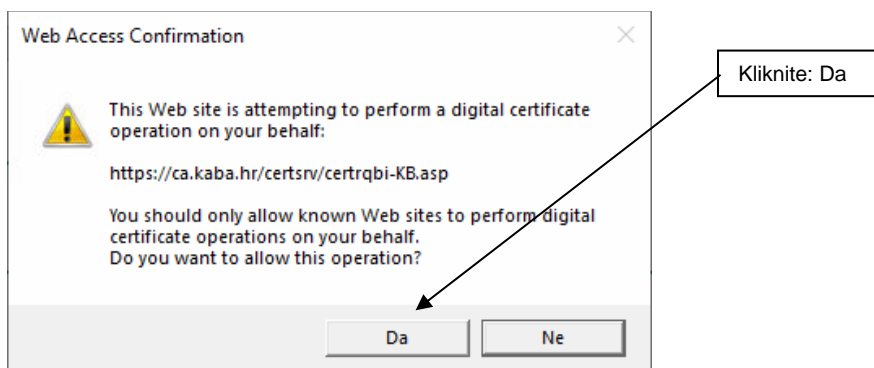 Web Access Confirmation
Kliknite: Da
This Web site is attempting to perform a digital certificate
operation on your behalf:
https://ca.kaba.hr/certsrv/certrqbi-KB.asp
You should only allow known Web sites to perform digital
certificate operations on your behalf.
Do you want to allow this operation?
Da
Ne